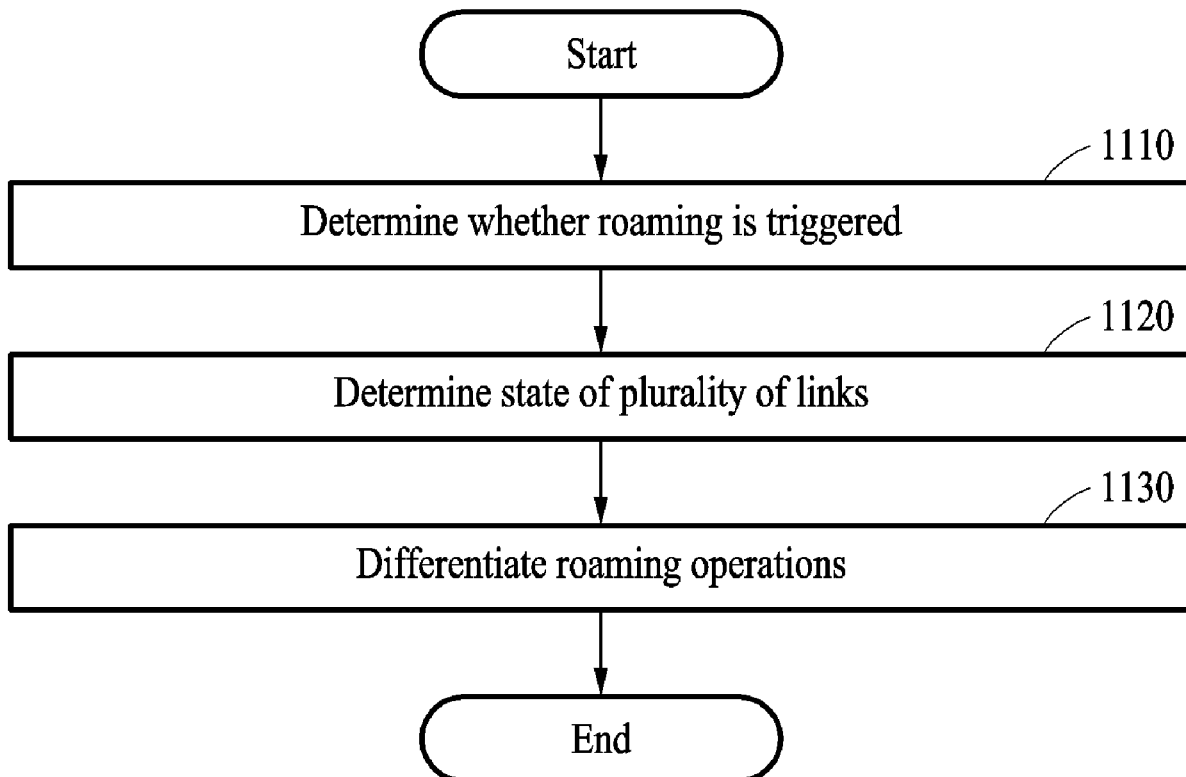 Start
1110
Determine whether roaming is triggered
1120
Determine state of plurality of links
1130
Differentiate roaming operations
End